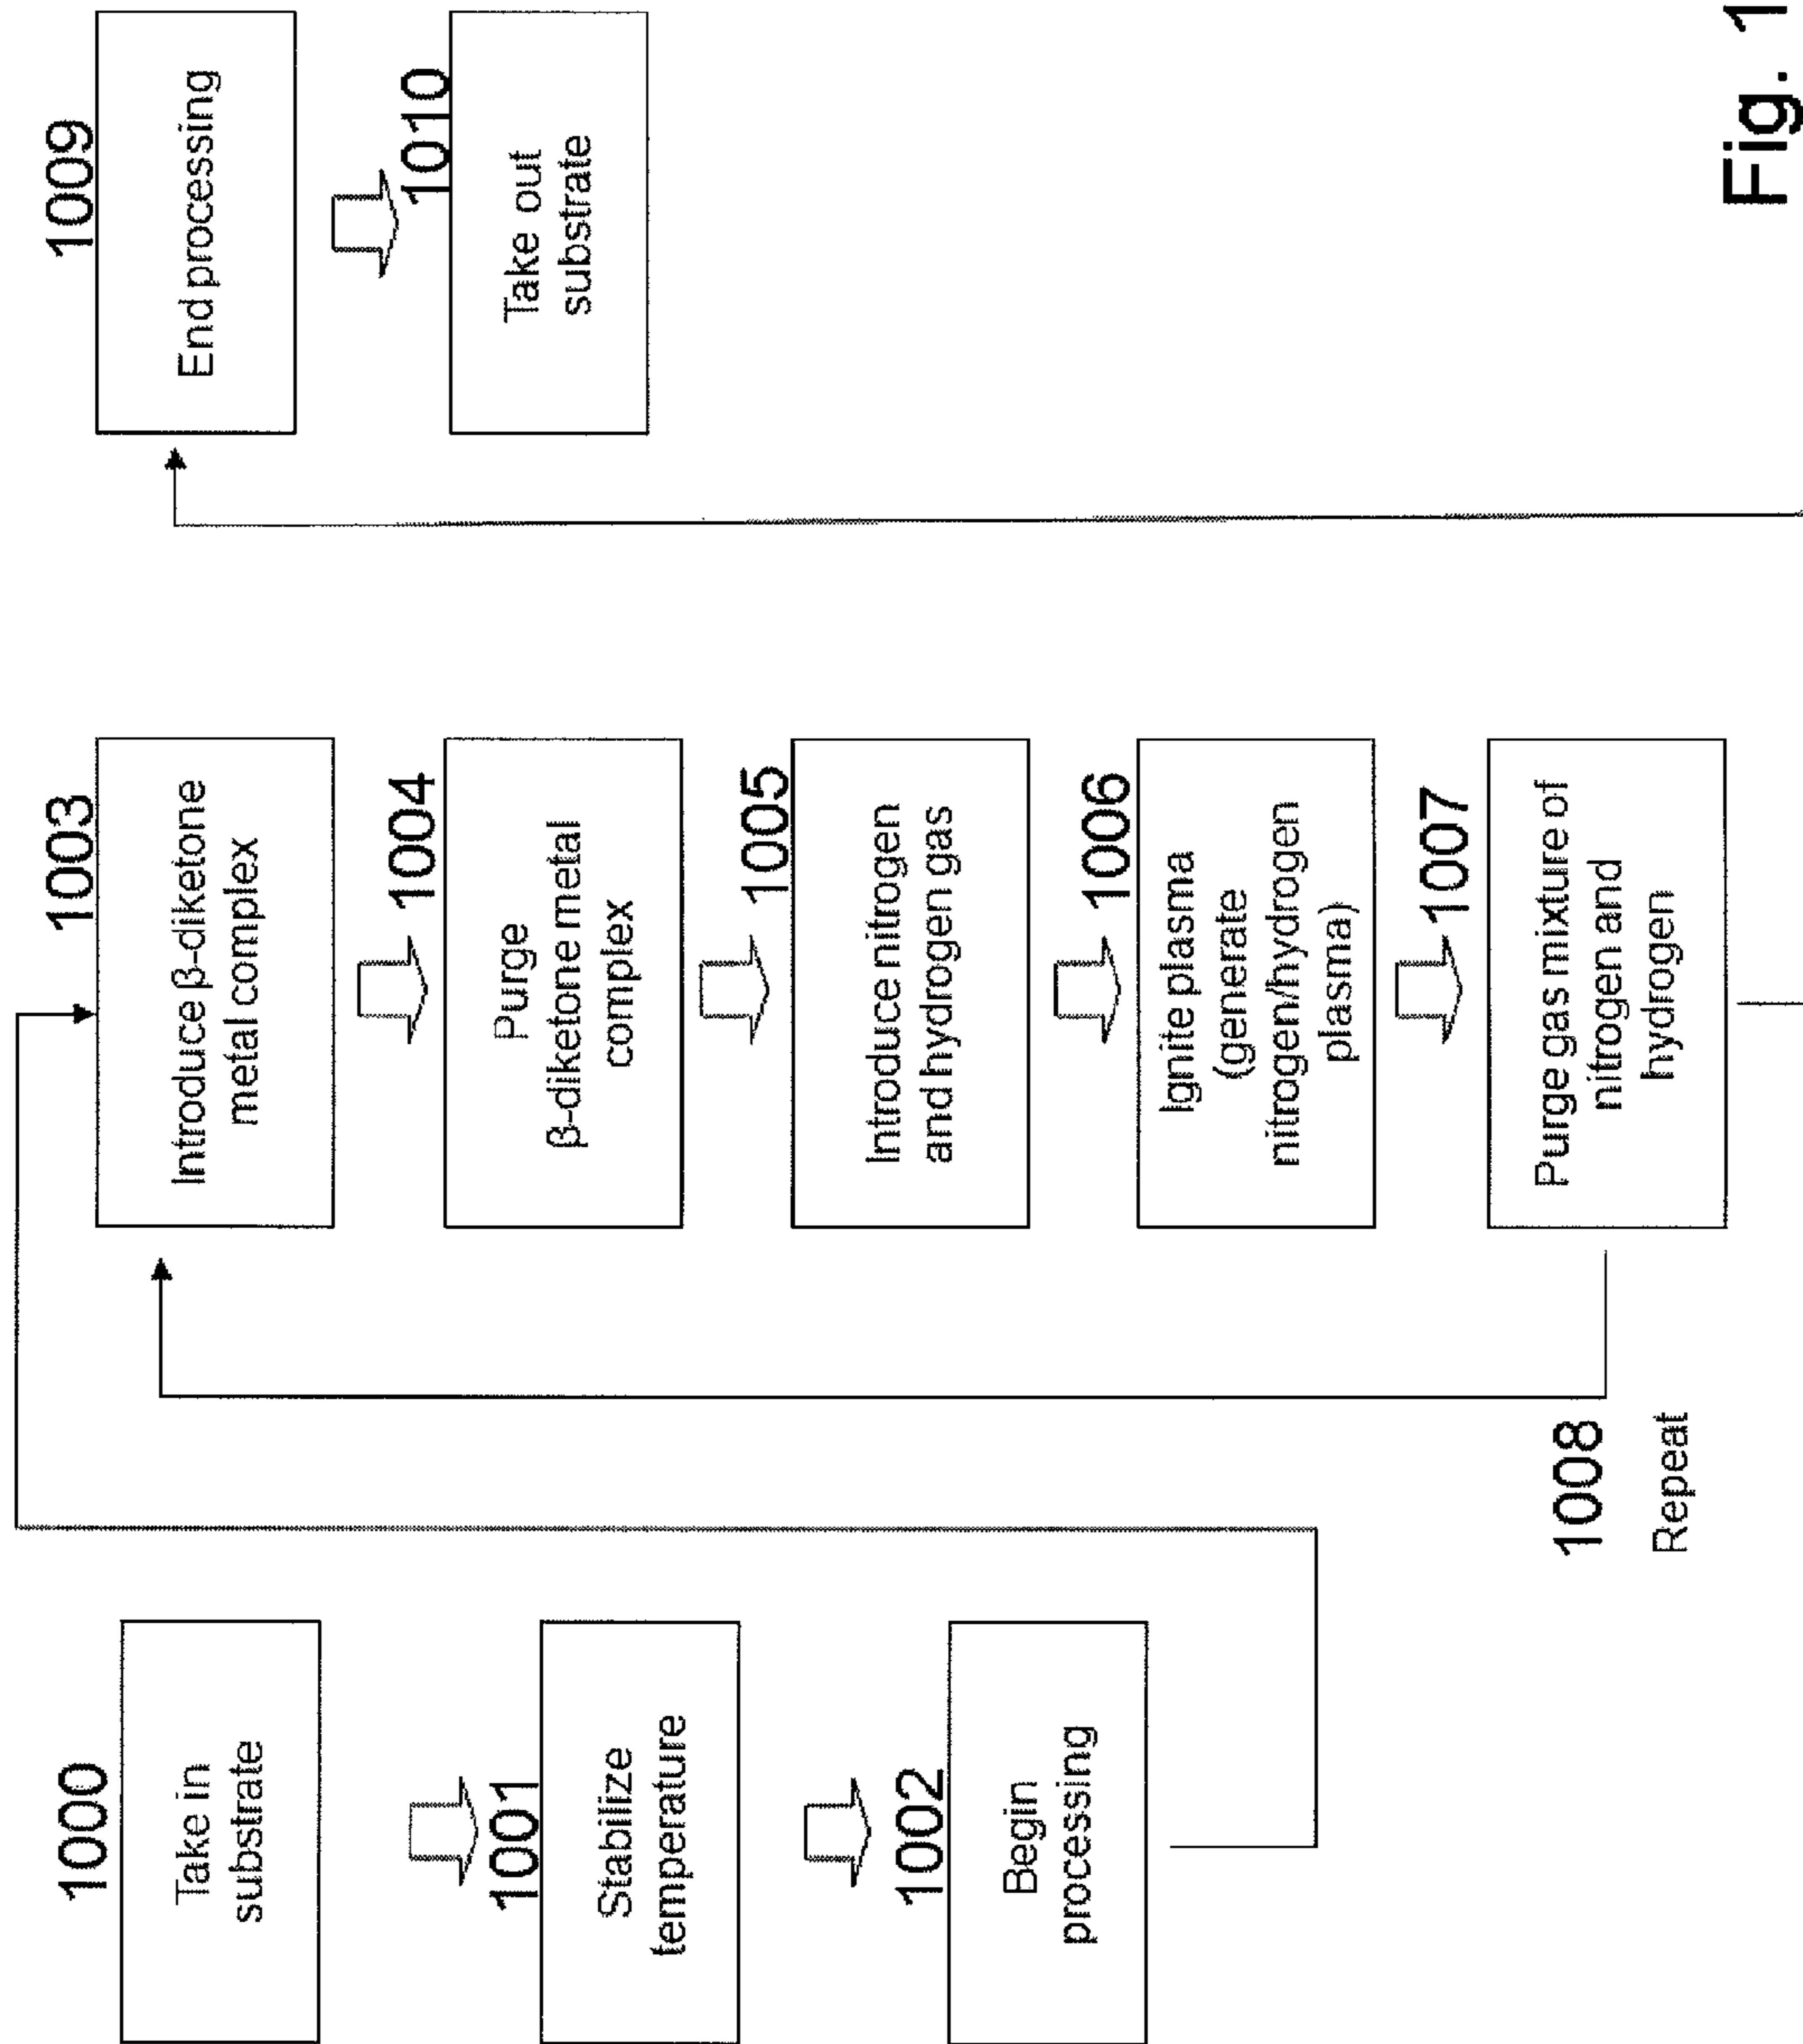 1000
Take in
substrate
1001
Stabilize
temperature
1002
Begin
processing
1003
Introduce β-diketone
metal complex
1004
Purge
β-diketone metal
complex
1005
Introduce nitrogen
and hydrogen gas
1006
Ignite plasma
(generate
nitrogen/hydrogen
plasma)
1007
Purge gas mixture of
nitrogen and
hydrogen
1008
Repeat
1009
End processing
1010
Take out
substrate
Fig. 1